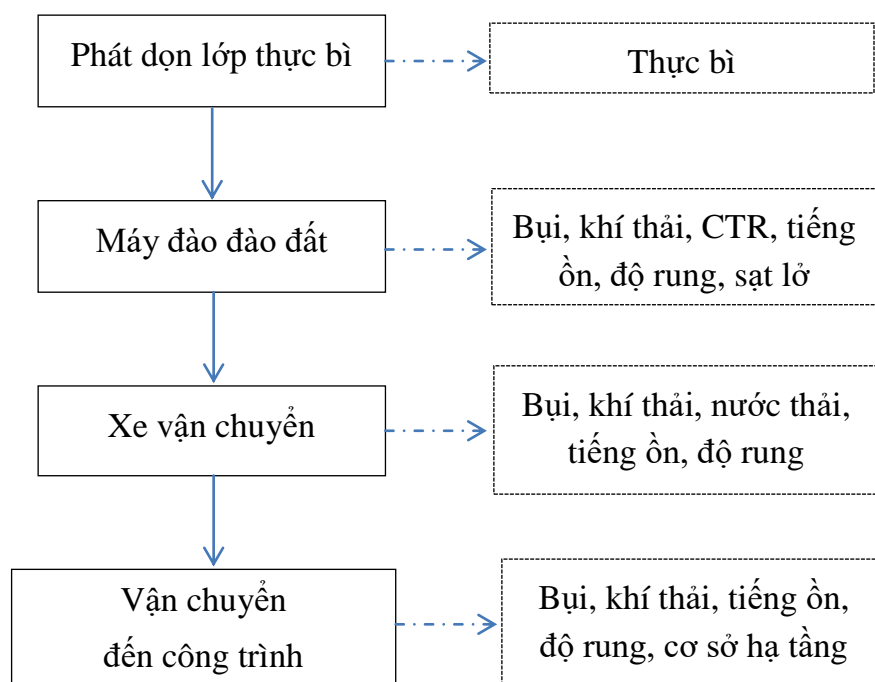 Phát dọn lớp thực bì
Thực bì
Máy đào đào đất
Bụi, khí thải, CTR, tiếng
ồn, độ rung, sạt lở
Xe vận chuyển
Bụi, khí thải, nước thải,
tiếng ồn, độ rung
Vận chuyển
đến công trình
Bụi, khí thải, tiếng ồn,
độ rung, cơ sở hạ tầng